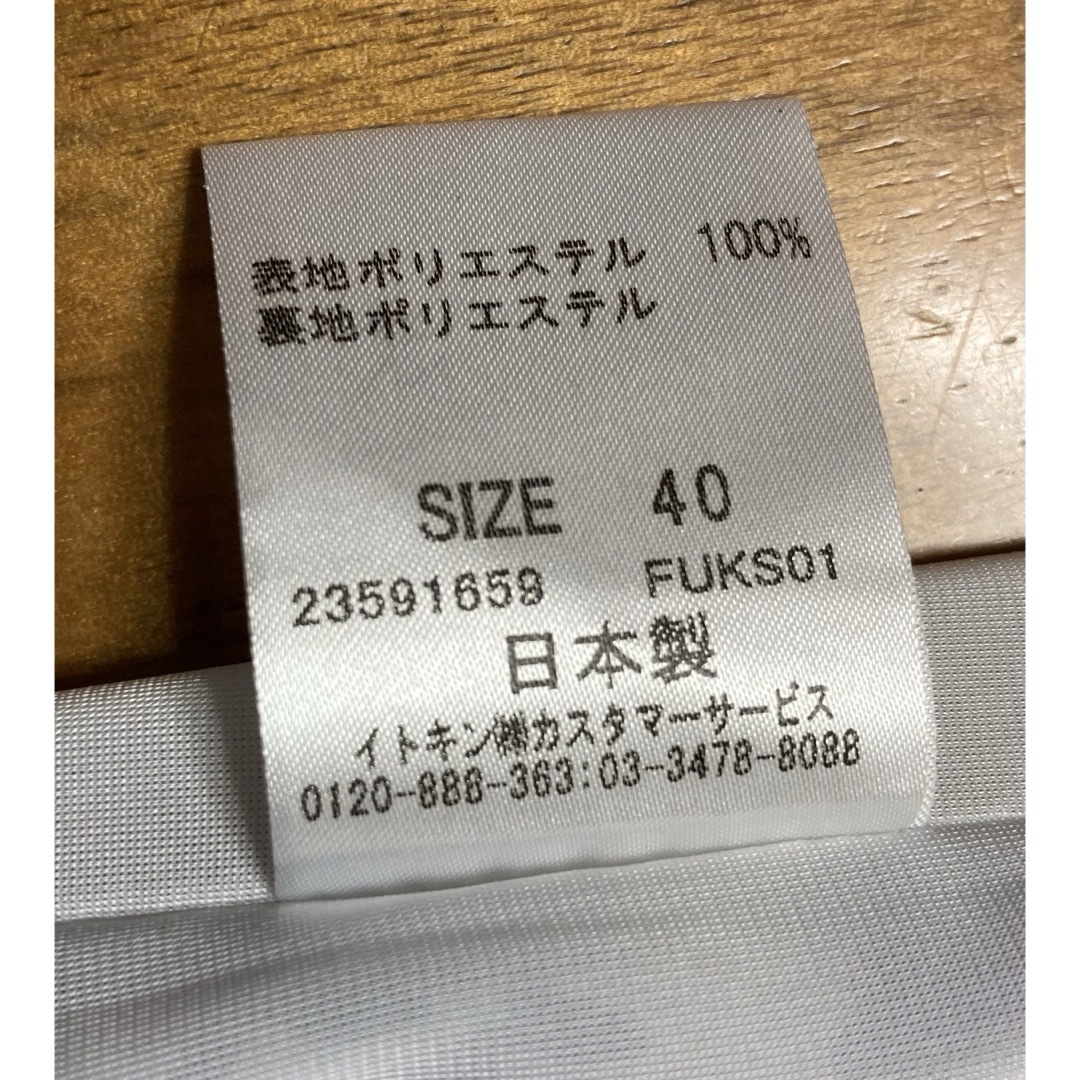 表地ポリエステル 100%
裏地ポリエステル
SIZE 40
23591659 FUKS01
日本製
イトキン㈱カスタマーサービス
0120-888-363:03-3478-8088